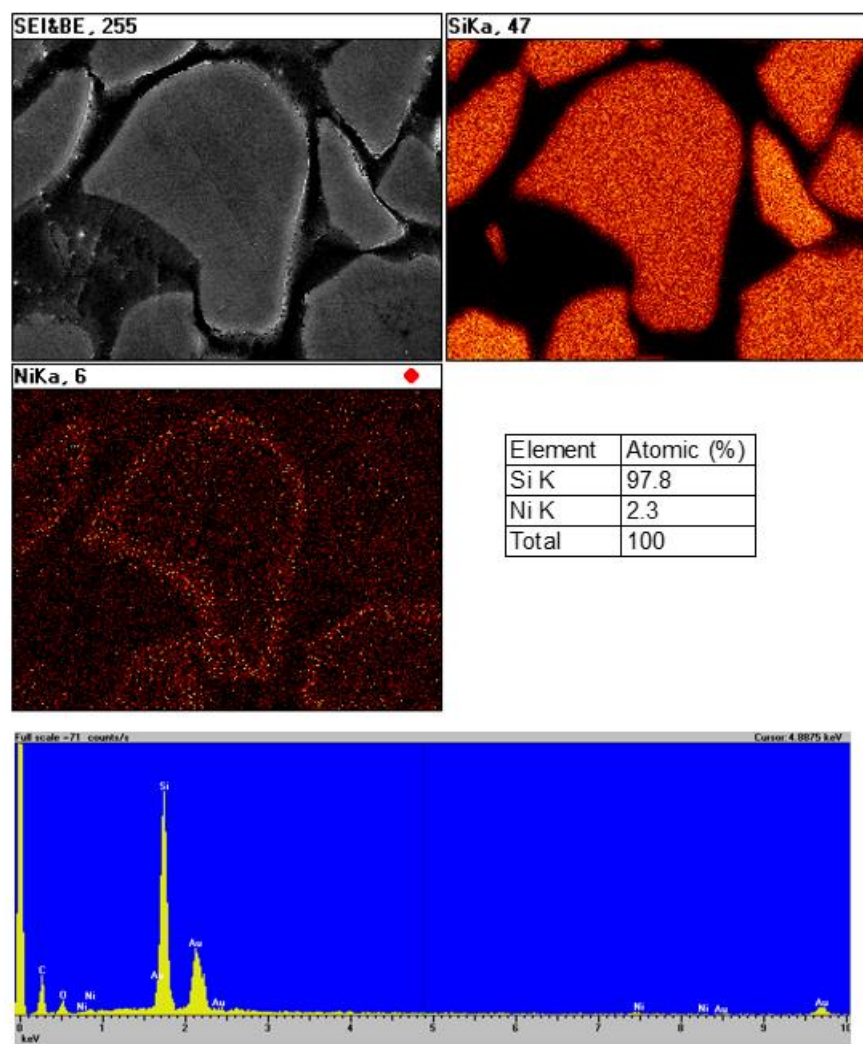 SEI&BE, 255
SiKa, 47
NiKa, 6
Element Atomic (%)
Si K 97.8
Ni K 2.3
Total 100
Full scale =71 counts/s Cursor: 4.8875 keV
Si
Au
C
Au
O
Ni
Ni
Au
Ni
Ni
Au
Au
0 1 2 3 4 5 6 7 8 9 10
keV